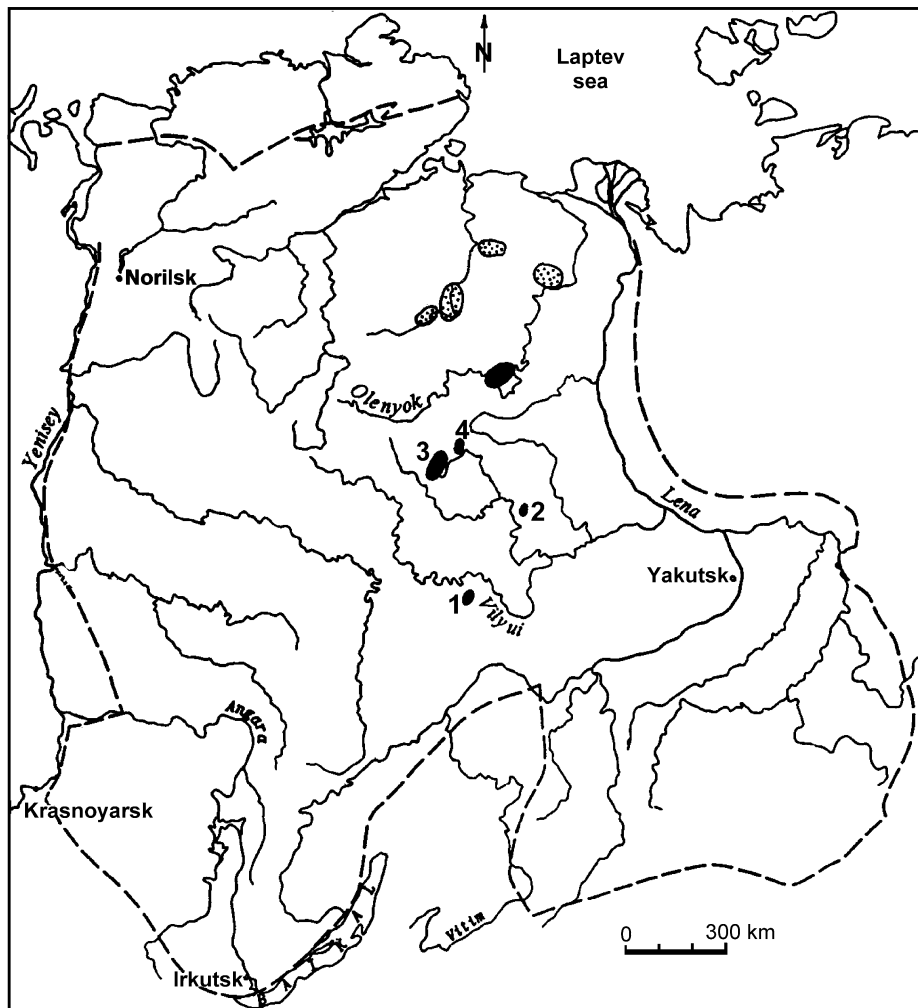 N
Laptev
sea
Norilsk
Olenyok
Yenisey
4
3
2
Lena
1
Vilyui
Yakutsk
Angara
Krasnoyarsk
BAIKAL
Vitim
0 300 km
Irkutsk